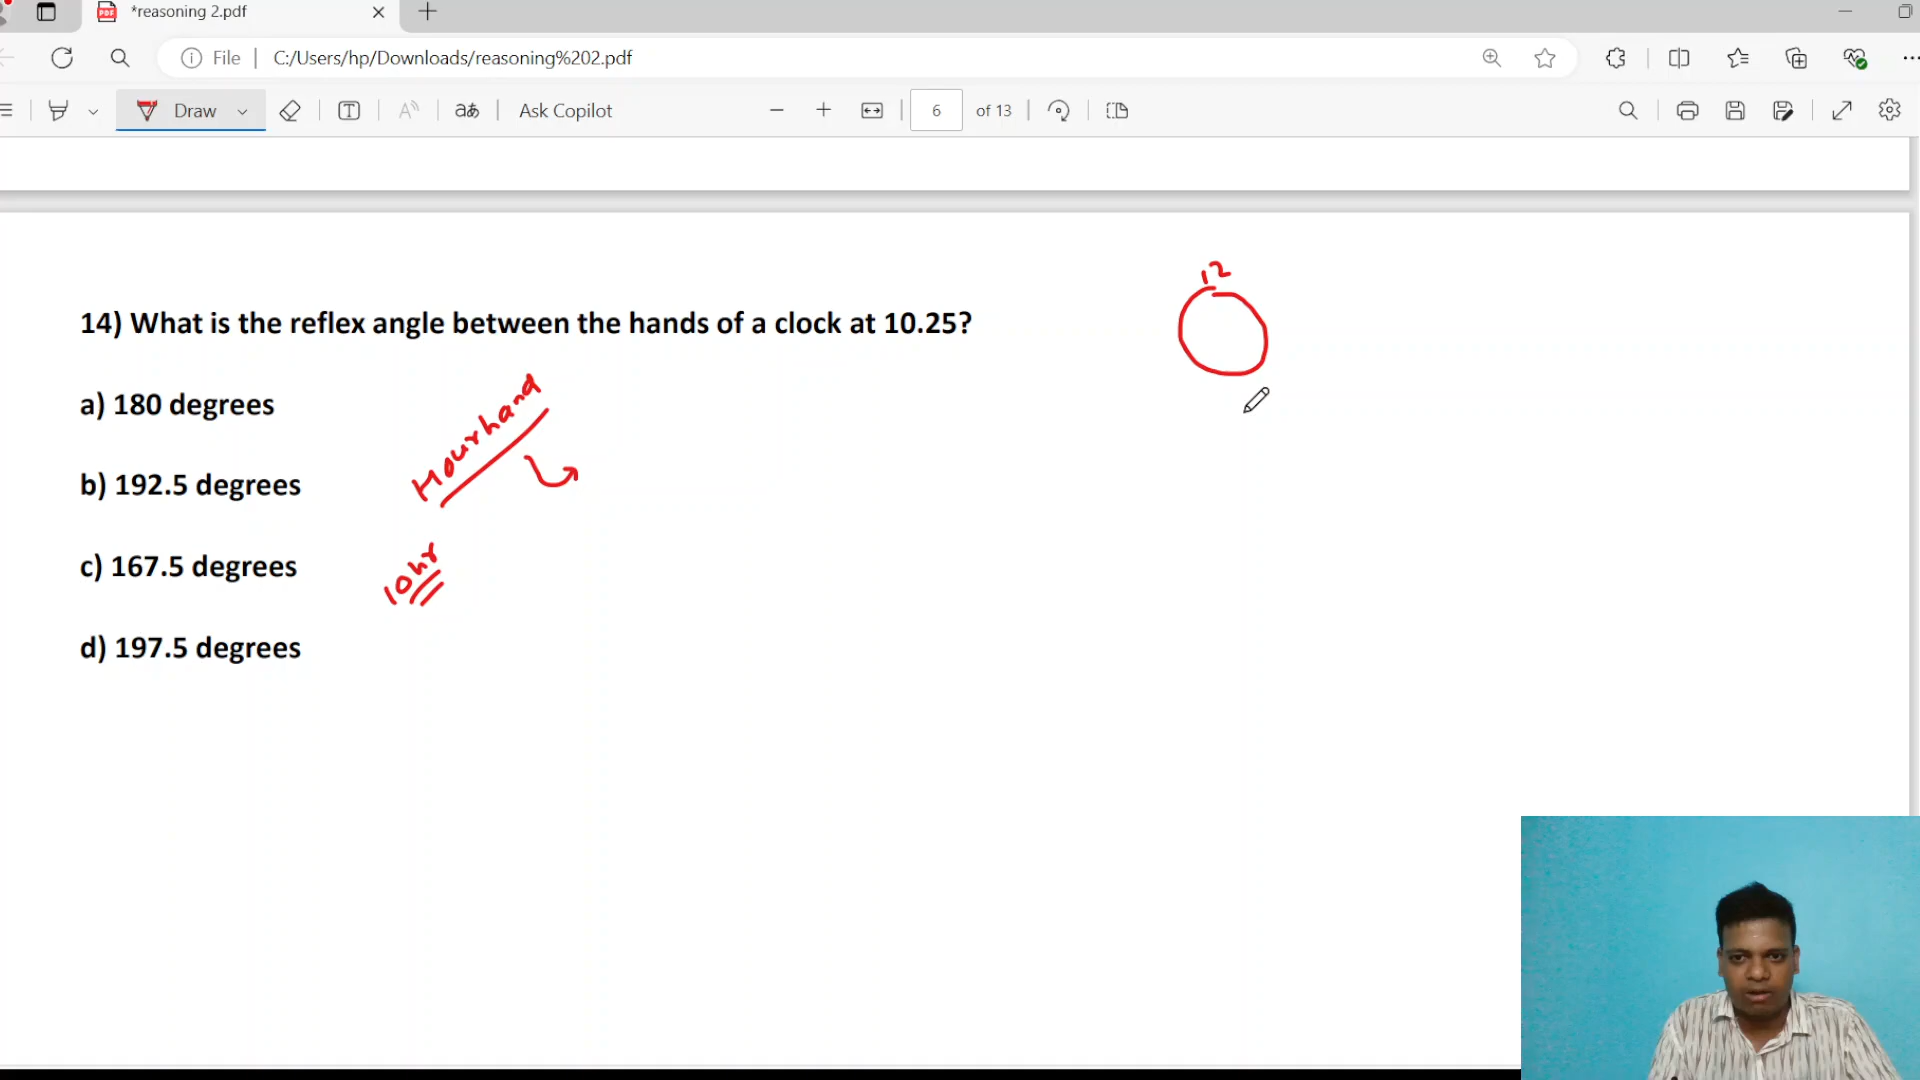 *reasoning 2.pdf
File
C:/Users/hp/Downloads/reasoning%202.pdf
Draw
Ask Copilot
6
of 13
12
14) What is the reflex angle between the hands of a clock at 10.25?
a) 180 degrees
Hourhand
b) 192.5 degrees
c) 167.5 degrees
10hr
d) 197.5 degrees